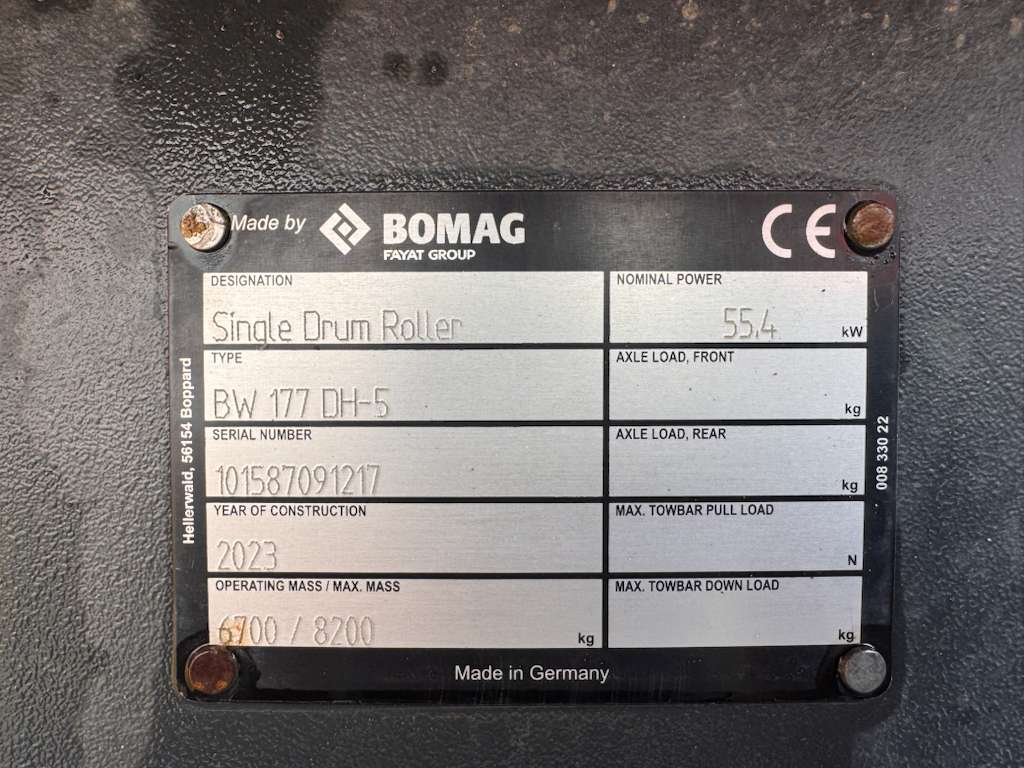 Made by BOMAG CE
FAYAT GROUP
DESIGNATION
Single Drum Roller
NOMINAL POWER
55,4 kW
TYPE
BW 177 DH-5
AXLE LOAD, FRONT
kg
SERIAL NUMBER
101587091217
AXLE LOAD, REAR
kg
YEAR OF CONSTRUCTION
2023
MAX. TOWBAR PULL LOAD
N
OPERATING MASS / MAX. MASS
6700 / 8200 kg
MAX. TOWBAR DOWN LOAD
kg
Made in Germany
Hellerwald, 56154 Boppard
008 330 22